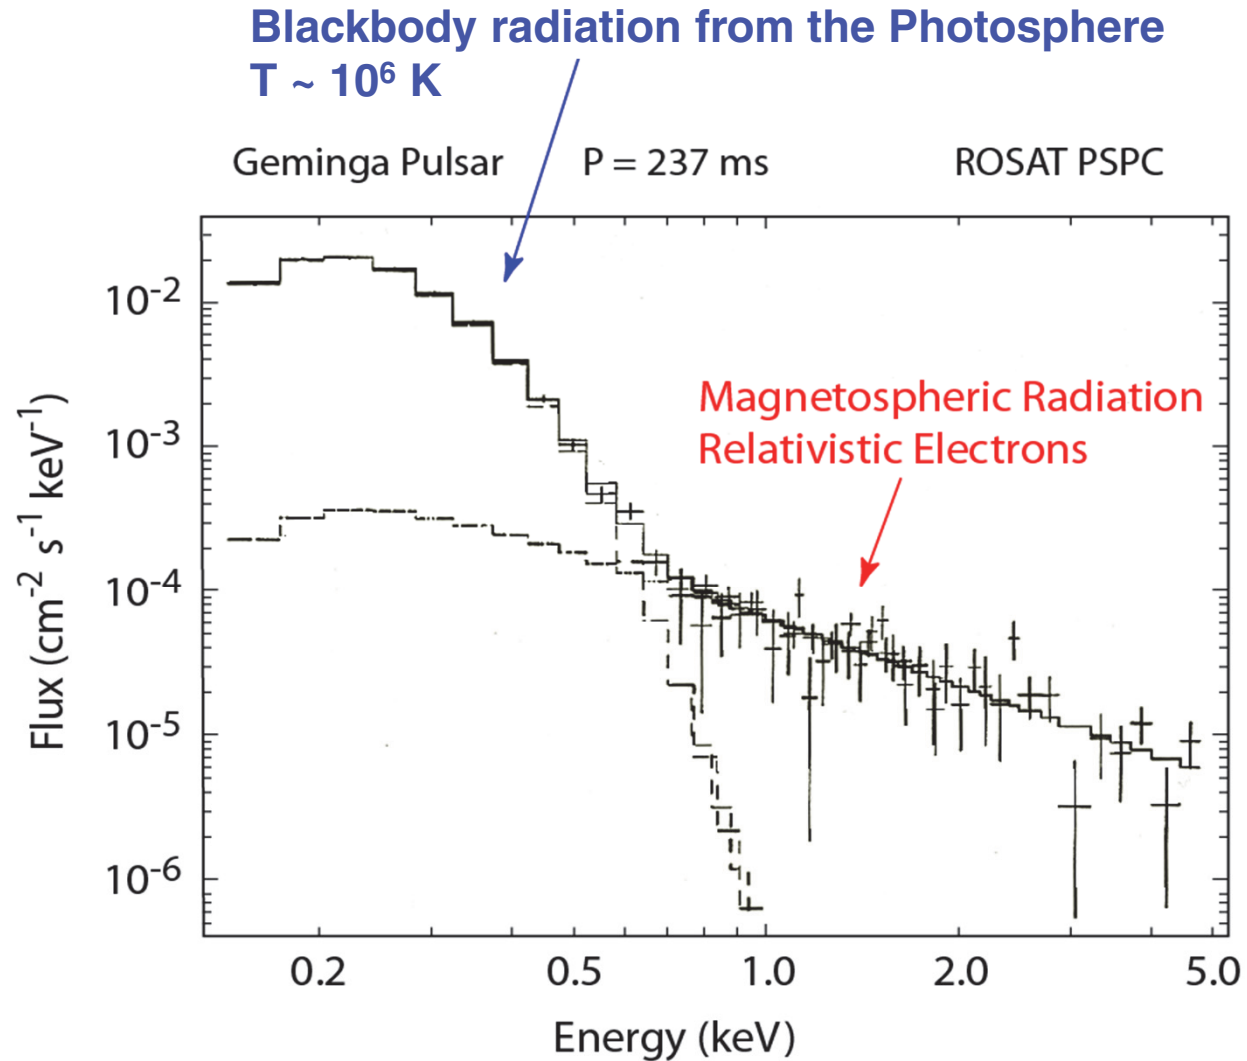 Blackbody radiation from the Photosphere
T ~ 10⁶ K
Geminga Pulsar P = 237 ms ROSAT PSPC
10⁻²
10⁻³
10⁻⁴
10⁻⁵
10⁻⁶
Flux (cm⁻² s⁻¹ keV⁻¹)
Magnetospheric Radiation
Relativistic Electrons
0.2 0.5 1.0 2.0 5.0
Energy (keV)